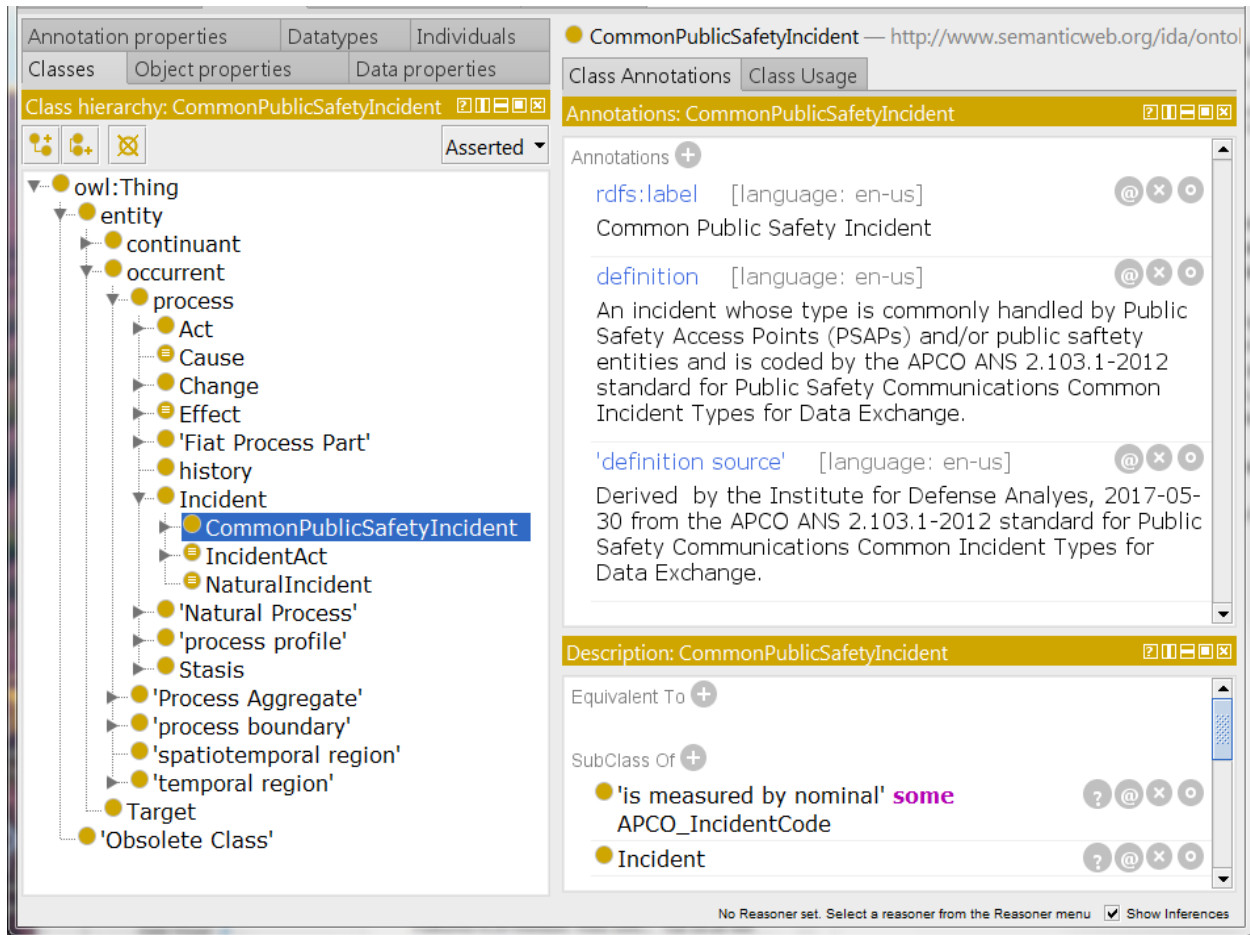 Annotation properties Datatypes Individuals
Classes Object properties Data properties
Class hierarchy: CommonPublicSafetyIncident
Asserted
owl:Thing
entity
continuant
occurrent
process
Act
Cause
Change
Effect
'Fiat Process Part'
history
Incident
CommonPublicSafetyIncident
IncidentAct
NaturalIncident
'Natural Process'
'process profile'
Stasis
'Process Aggregate'
'process boundary'
'spatiotemporal region'
'temporal region'
Target
'Obsolete Class'
CommonPublicSafetyIncident — http://www.semanticweb.org/ida/ontol
Class Annotations Class Usage
Annotations: CommonPublicSafetyIncident
Annotations
rdfs:label [language: en-us]
Common Public Safety Incident
definition [language: en-us]
An incident whose type is commonly handled by Public
Safety Access Points (PSAPs) and/or public saftety
entities and is coded by the APCO ANS 2.103.1-2012
standard for Public Safety Communications Common
Incident Types for Data Exchange.
'definition source' [language: en-us]
Derived by the Institute for Defense Analyes, 2017-05-
30 from the APCO ANS 2.103.1-2012 standard for Public
Safety Communications Common Incident Types for
Data Exchange.
Description: CommonPublicSafetyIncident
Equivalent To
SubClass Of
'is measured by nominal' some
APCO_IncidentCode
Incident
No Reasoner set. Select a reasoner from the Reasoner menu Show Inferences